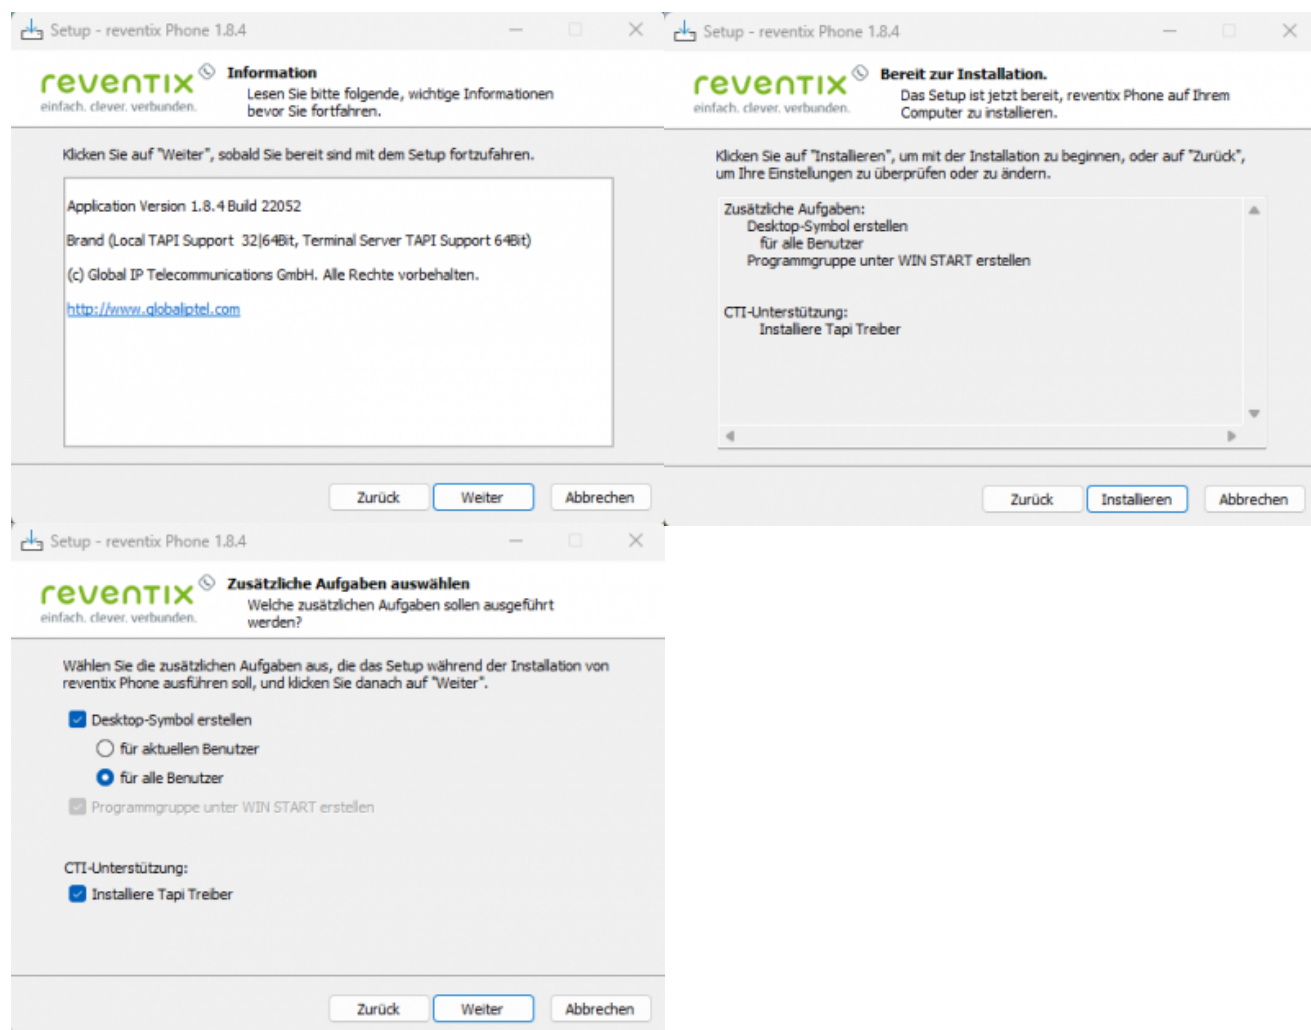 Setup - reventix Phone 1.8.4
reventix
einfach. clever. verbunden.
Information
Lesen Sie bitte folgende, wichtige Informationen
bevor Sie fortfahren.
Klicken Sie auf "Weiter", sobald Sie bereit sind mit dem Setup fortzufahren.
Application Version 1.8.4 Build 22052
Brand (Local TAPI Support 32|64Bit, Terminal Server TAPI Support 64Bit)
(c) Global IP Telecommunications GmbH. Alle Rechte vorbehalten.
http://www.globaliptel.com
Zurück Weiter Abbrechen
Setup - reventix Phone 1.8.4
reventix
einfach. clever. verbunden.
Bereit zur Installation.
Das Setup ist jetzt bereit, reventix Phone auf Ihrem
Computer zu installieren.
Klicken Sie auf "Installieren", um mit der Installation zu beginnen, oder auf "Zurück",
um Ihre Einstellungen zu überprüfen oder zu ändern.
Zusätzliche Aufgaben:
Desktop-Symbol erstellen
für alle Benutzer
Programmgruppe unter WIN START erstellen
CTI-Unterstützung:
Installiere Tapi Treiber
Zurück Installieren Abbrechen
Setup - reventix Phone 1.8.4
reventix
einfach. clever. verbunden.
Zusätzliche Aufgaben auswählen
Welche zusätzlichen Aufgaben sollen ausgeführt
werden?
Wählen Sie die zusätzlichen Aufgaben aus, die das Setup während der Installation von
reventix Phone ausführen soll, und klicken Sie danach auf "Weiter".
Desktop-Symbol erstellen
für aktuellen Benutzer
für alle Benutzer
Programmgruppe unter WIN START erstellen
CTI-Unterstützung:
Installiere Tapi Treiber
Zurück Weiter Abbrechen